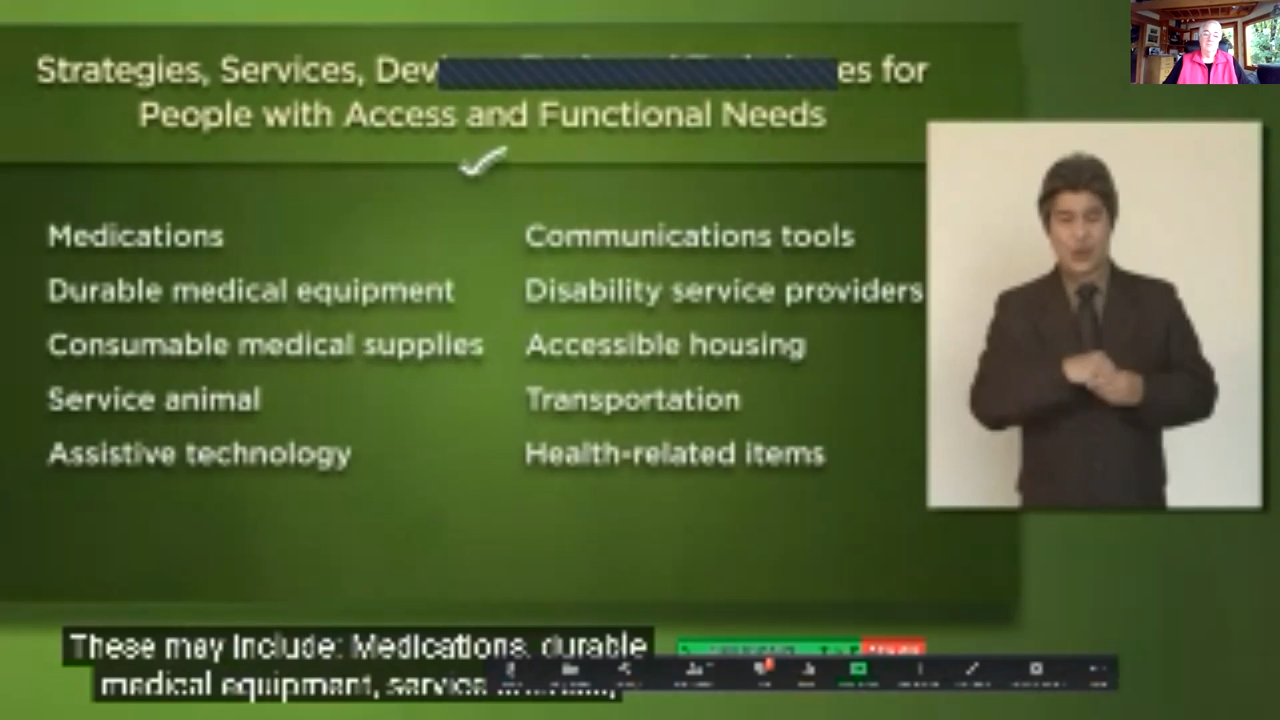 Strategies, Services, Dev es for
People with Access and Functional Needs
Medications
Durable medical equipment
Consumable medical supplies
Service animal
Assistive technology
Communications tools
Disability service providers
Accessible housing
Transportation
Health-related items
These may include: Medications, durable
medical equipment, service